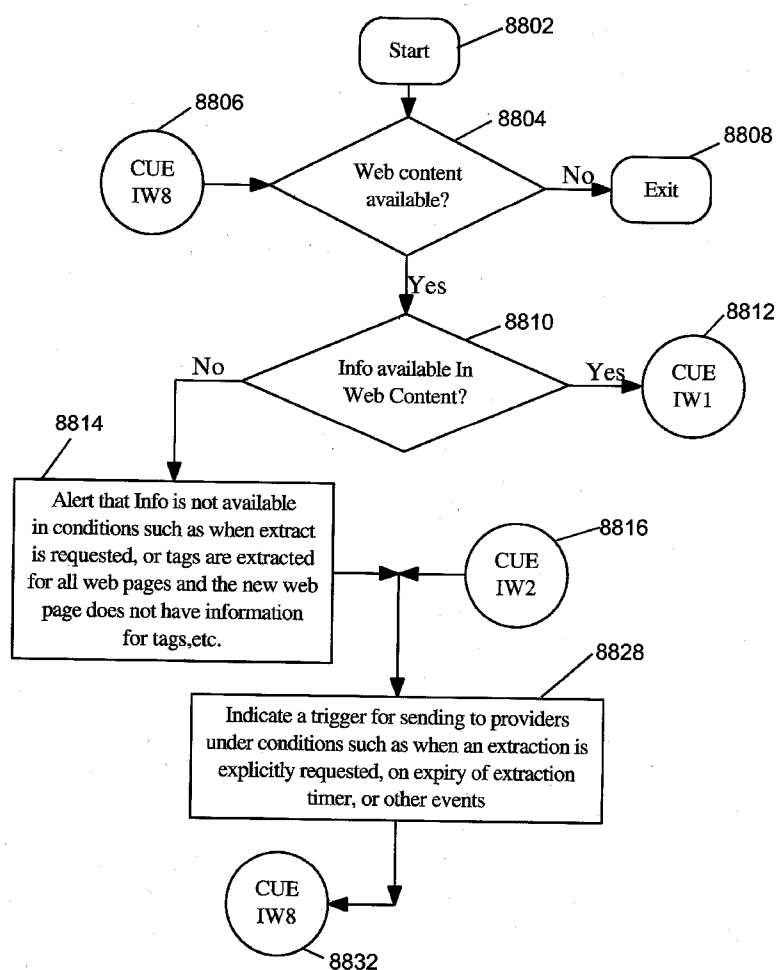 8802
Start
8806
8804
8808
CUE
IW8
Web content
available?
No
Exit
Yes
8810
8812
No
Info available In
Web Content?
Yes
CUE
IW1
8814
Alert that Info is not available
in conditions such as when extract
is requested, or tags are extracted
for all web pages and the new web
page does not have information
for tags,etc.
8816
CUE
IW2
8828
Indicate a trigger for sending to providers
under conditions such as when an extraction is
explicitly requested, on expiry of extraction
timer, or other events
CUE
IW8
8832